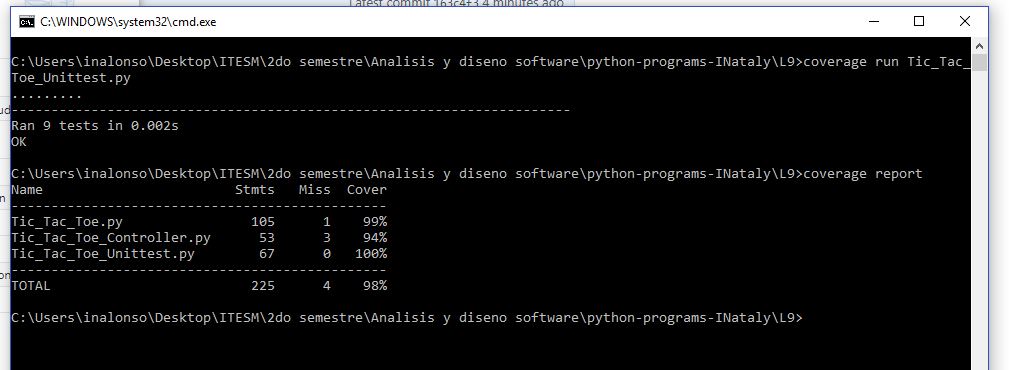 Latest commit 163c4f3 4 minutes ago
C:\WINDOWS\system32\cmd.exe
C:\Users\inalonso\Desktop\ITESM\2do semestre\Analisis y diseno software\python-programs-INataly\L9>coverage run Tic_Tac_
Toe_Unittest.py
.........
----------------------------------------------------------------------
Ran 9 tests in 0.002s
OK
C:\Users\inalonso\Desktop\ITESM\2do semestre\Analisis y diseno software\python-programs-INataly\L9>coverage report
Name                        Stmts   Miss  Cover
-----------------------------------------------
Tic_Tac_Toe.py                105      1    99%
Tic_Tac_Toe_Controller.py      53      3    94%
Tic_Tac_Toe_Unittest.py        67      0   100%
-----------------------------------------------
TOTAL                         225      4    98%
C:\Users\inalonso\Desktop\ITESM\2do semestre\Analisis y diseno software\python-programs-INataly\L9>